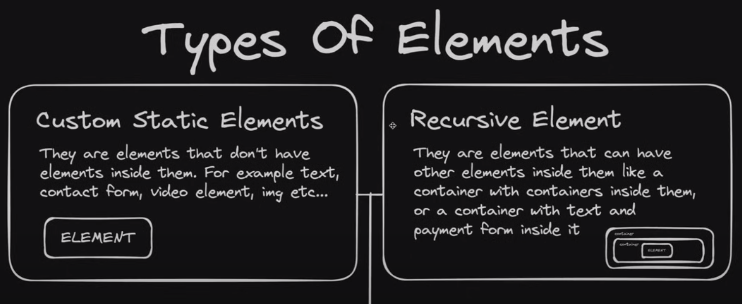 Types Of Elements
Custom Static Elements
They are elements that don't have
elements inside them. For example text,
contact form, video element, img etc...
ELEMENT
Recursive Element
They are elements that can have
other elements inside them like a
container with containers inside them,
or a container with text and
payment form inside it
container
container
ELEMENT